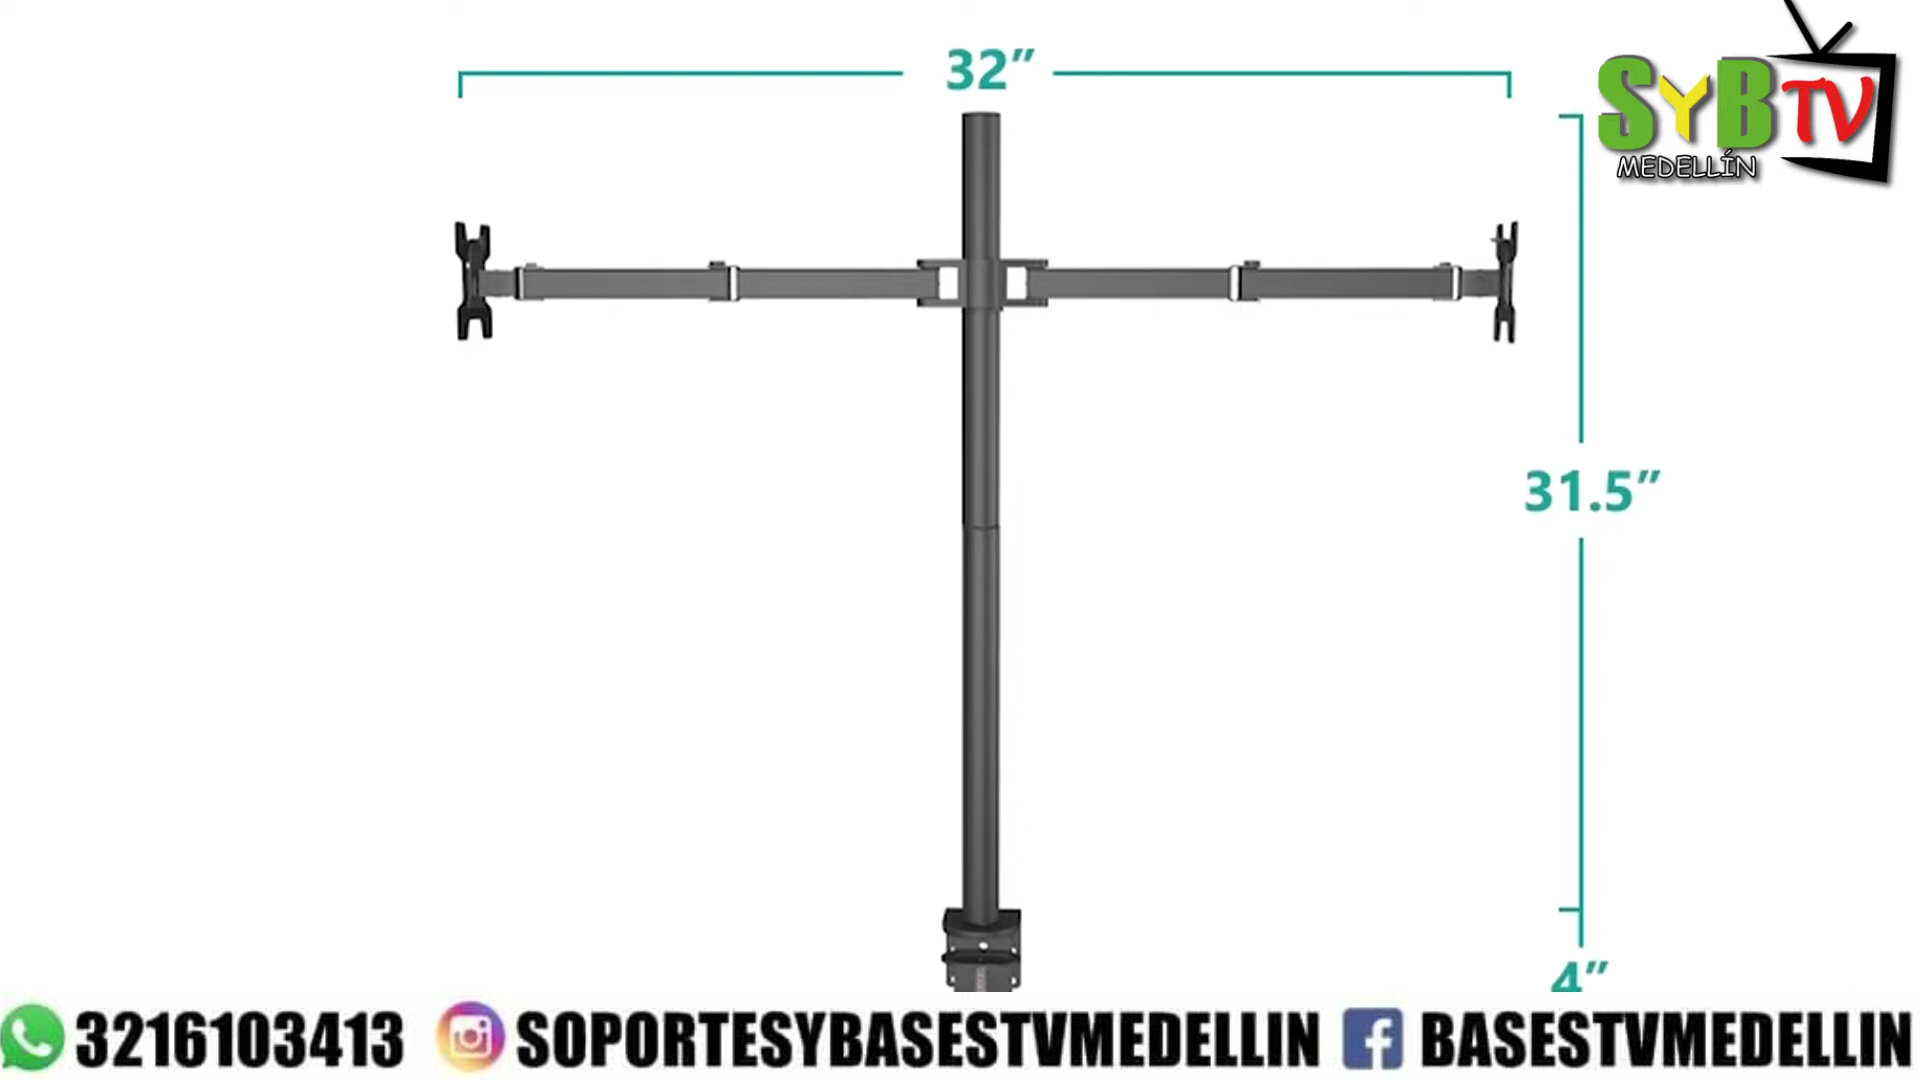 32”
SyBTV
MEDELLÍN
31.5”
4”
3216103413 SOPORTESYBASESTVMEDELLIN BASESTVMEDELLIN